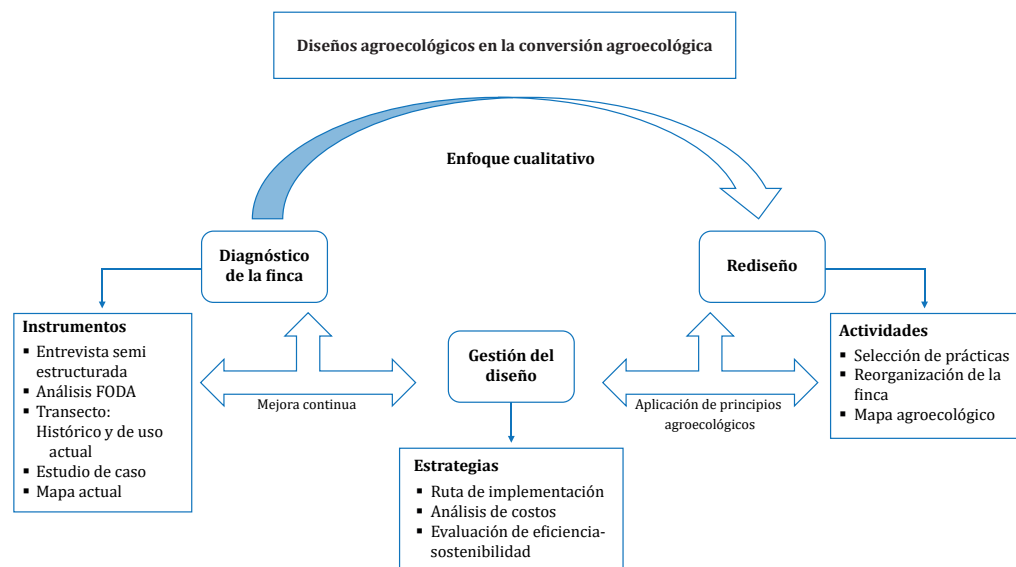 Diseños agroecológicos en la conversión agroecológica
Enfoque cualitativo
Diagnóstico
de la finca
Rediseño
Instrumentos
▪ Entrevista semi
estructurada
▪ Análisis FODA
▪ Transecto:
Histórico y de uso
actual
▪ Estudio de caso
▪ Mapa actual
Mejora continua
Gestión del
diseño
Aplicación de principios
agroecológicos
Actividades
▪ Selección de prácticas
▪ Reorganización de la
finca
▪ Mapa agroecológico
Estrategias
▪ Ruta de implementación
▪ Análisis de costos
▪ Evaluación de eficiencia-
sostenibilidad